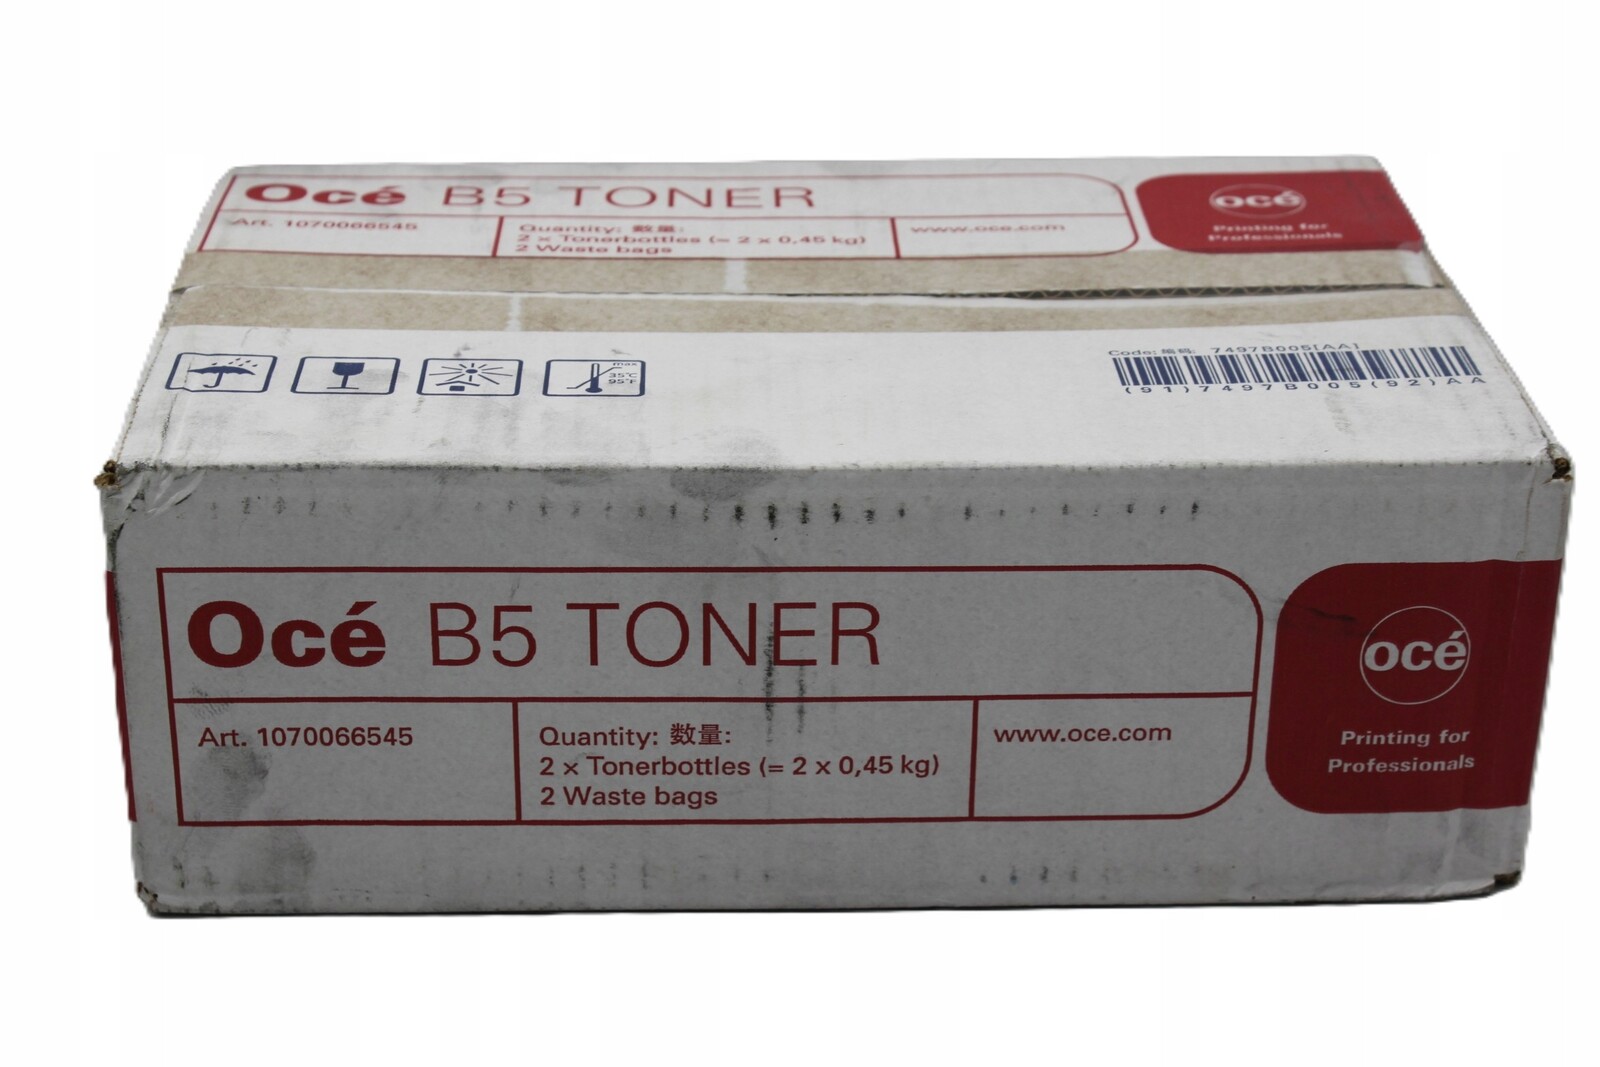 Océ B5 TONER
Art. 1070066545
Quantity: 数量:
2 x Tonerbottles (= 2 x 0,45 kg)
2 Waste bags
www.oce.com
océ
Printing for
Professionals
max
35°C
95°F
Code: 编码: 7497B005[AA]
(91)7497B005(92)AA
Océ B5 TONER
Art. 1070066545
Quantity: 数量:
2 x Tonerbottles (= 2 x 0,45 kg)
2 Waste bags
www.oce.com
océ
Printing for
Professionals